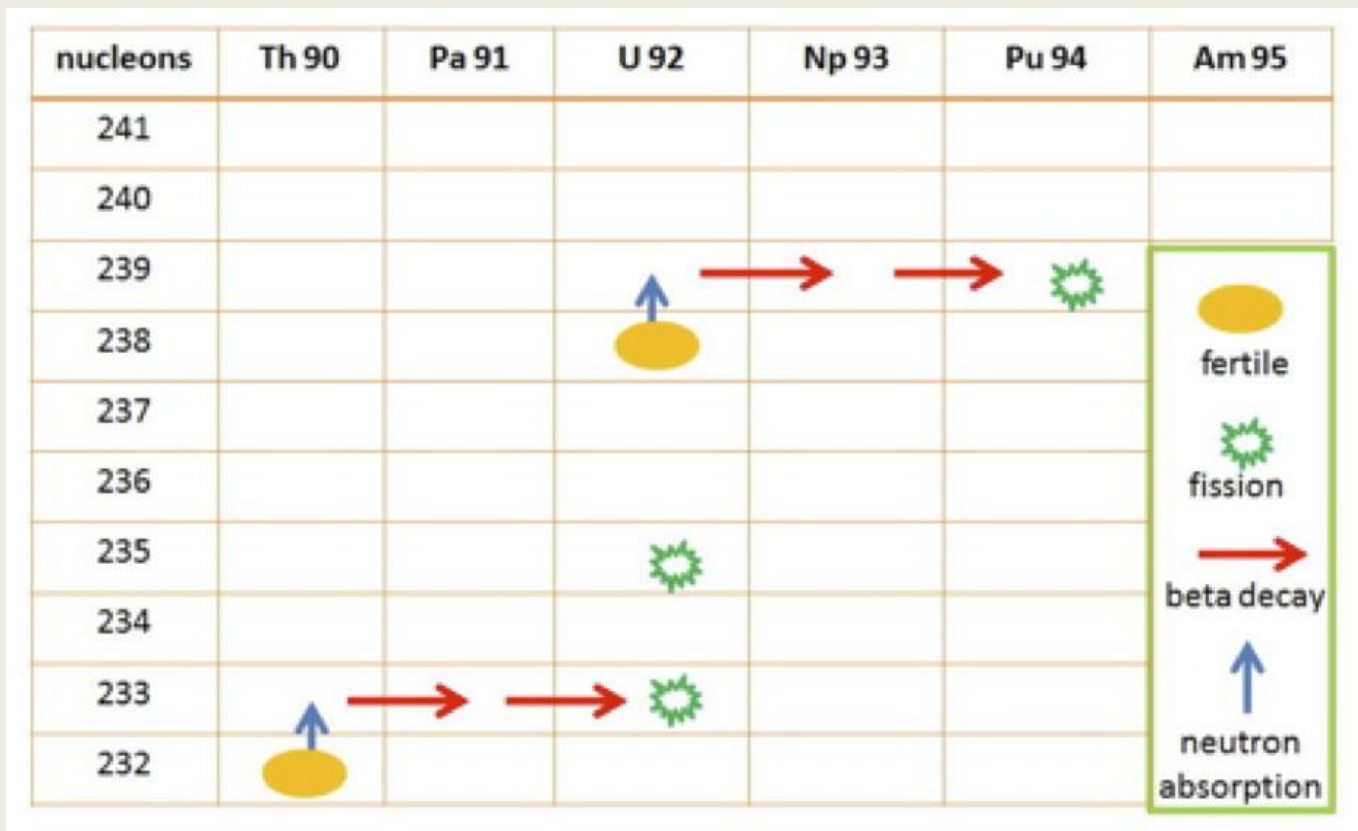 nucleons Th 90 Pa 91 U 92 Np 93 Pu 94 Am 95
241
240
239
238
fertile
237
236
fission
235
beta decay
234
233
neutron
232
absorption